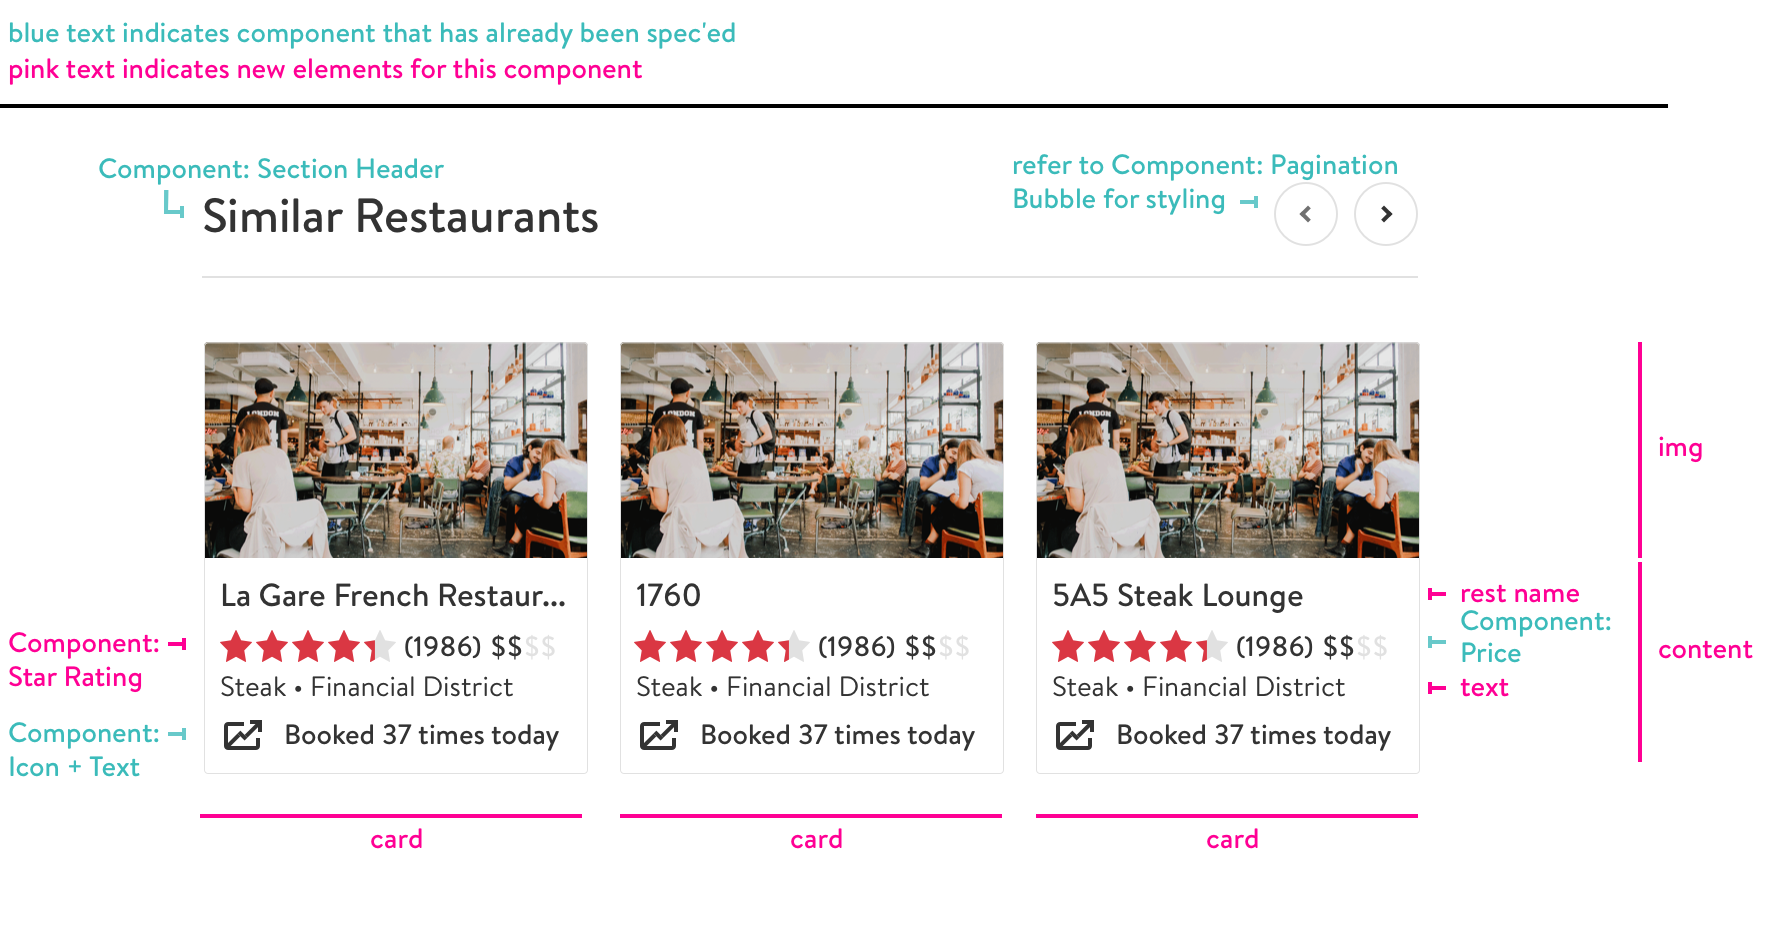 blue text indicates component that has already been spec'ed
pink text indicates new elements for this component
Component: Section Header
refer to Component: Pagination
Bubble for styling
Similar Restaurants
LONDON
LONDON
LONDON
img
La Gare French Restaur...
1760
5A5 Steak Lounge
rest name
Component:
Star Rating
(1986) $$$$
(1986) $$$$
(1986) $$$$
Component:
Price
content
Steak • Financial District
Steak • Financial District
Steak • Financial District
text
Component:
Icon + Text
Booked 37 times today
Booked 37 times today
Booked 37 times today
card
card
card